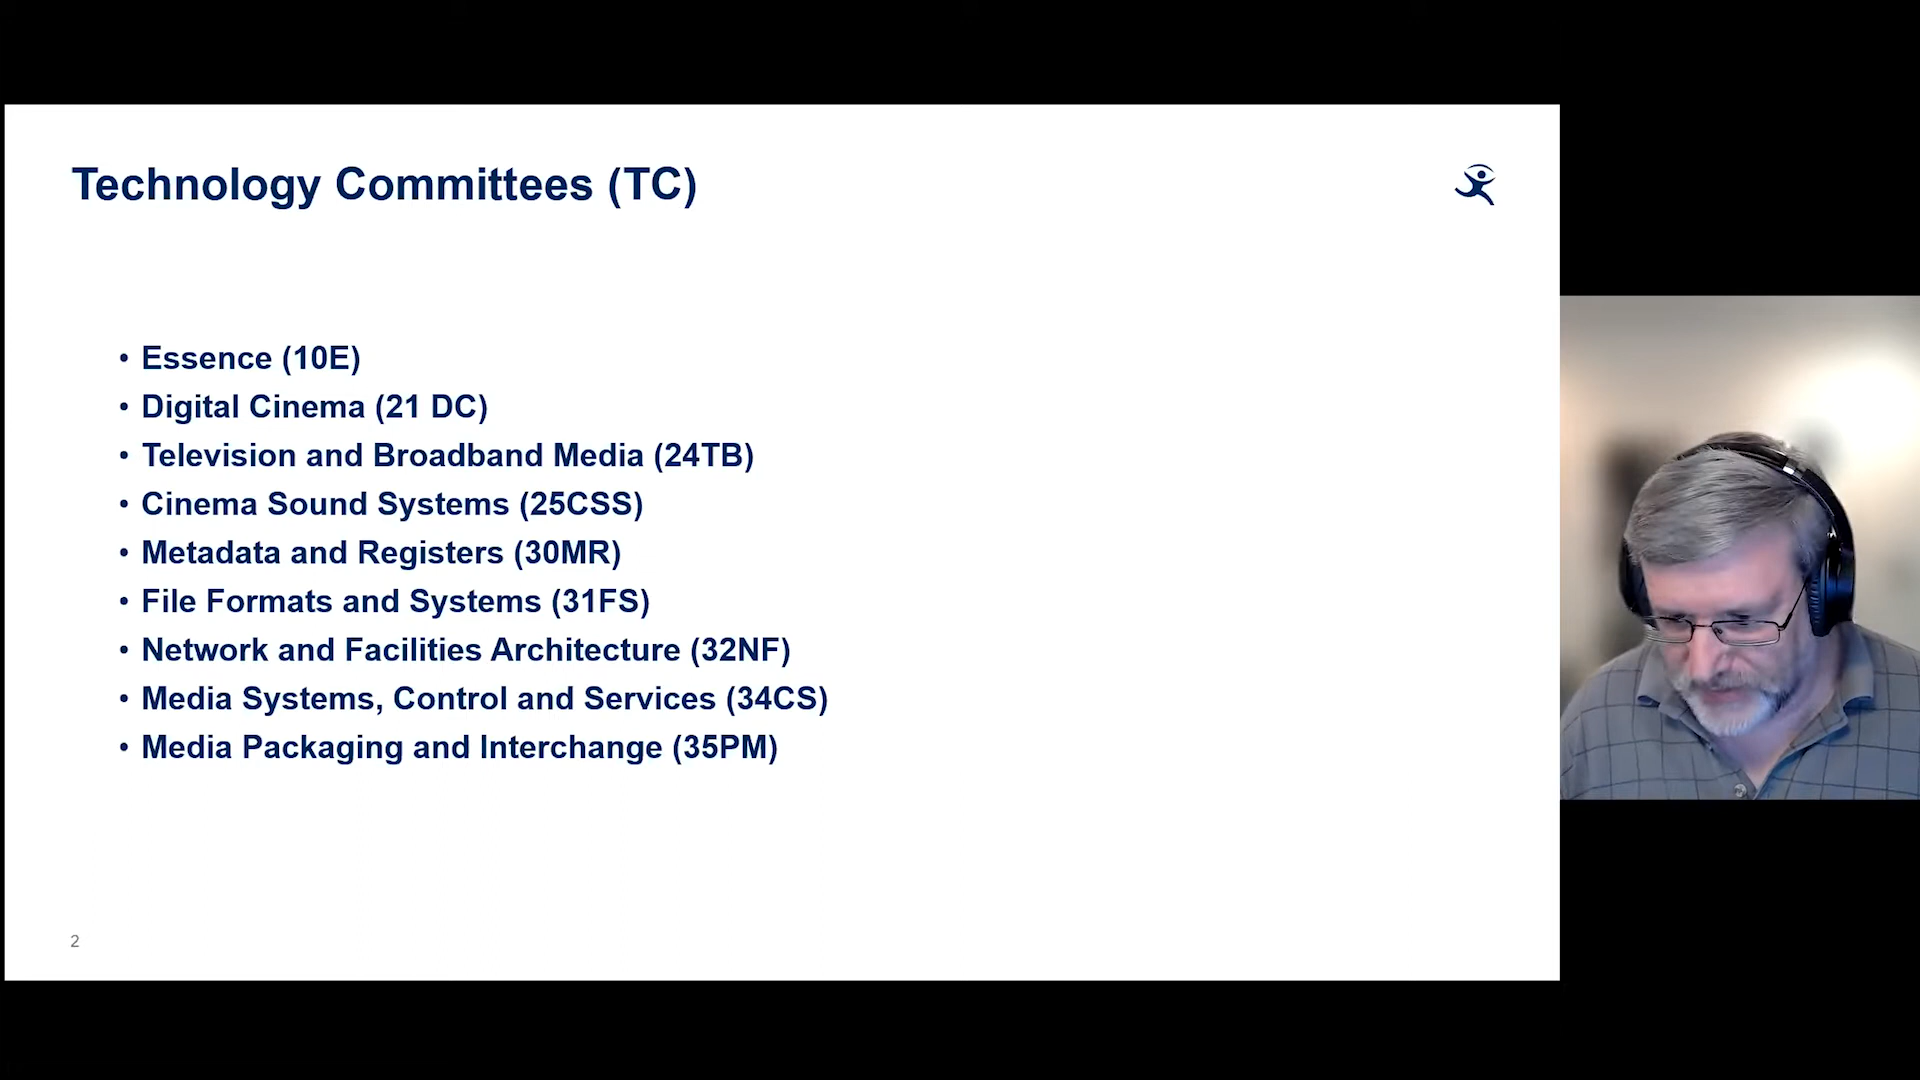 Technology Committees (TC)
• Essence (10E)
• Digital Cinema (21 DC)
• Television and Broadband Media (24TB)
• Cinema Sound Systems (25CSS)
• Metadata and Registers (30MR)
• File Formats and Systems (31FS)
• Network and Facilities Architecture (32NF)
• Media Systems, Control and Services (34CS)
• Media Packaging and Interchange (35PM)
2